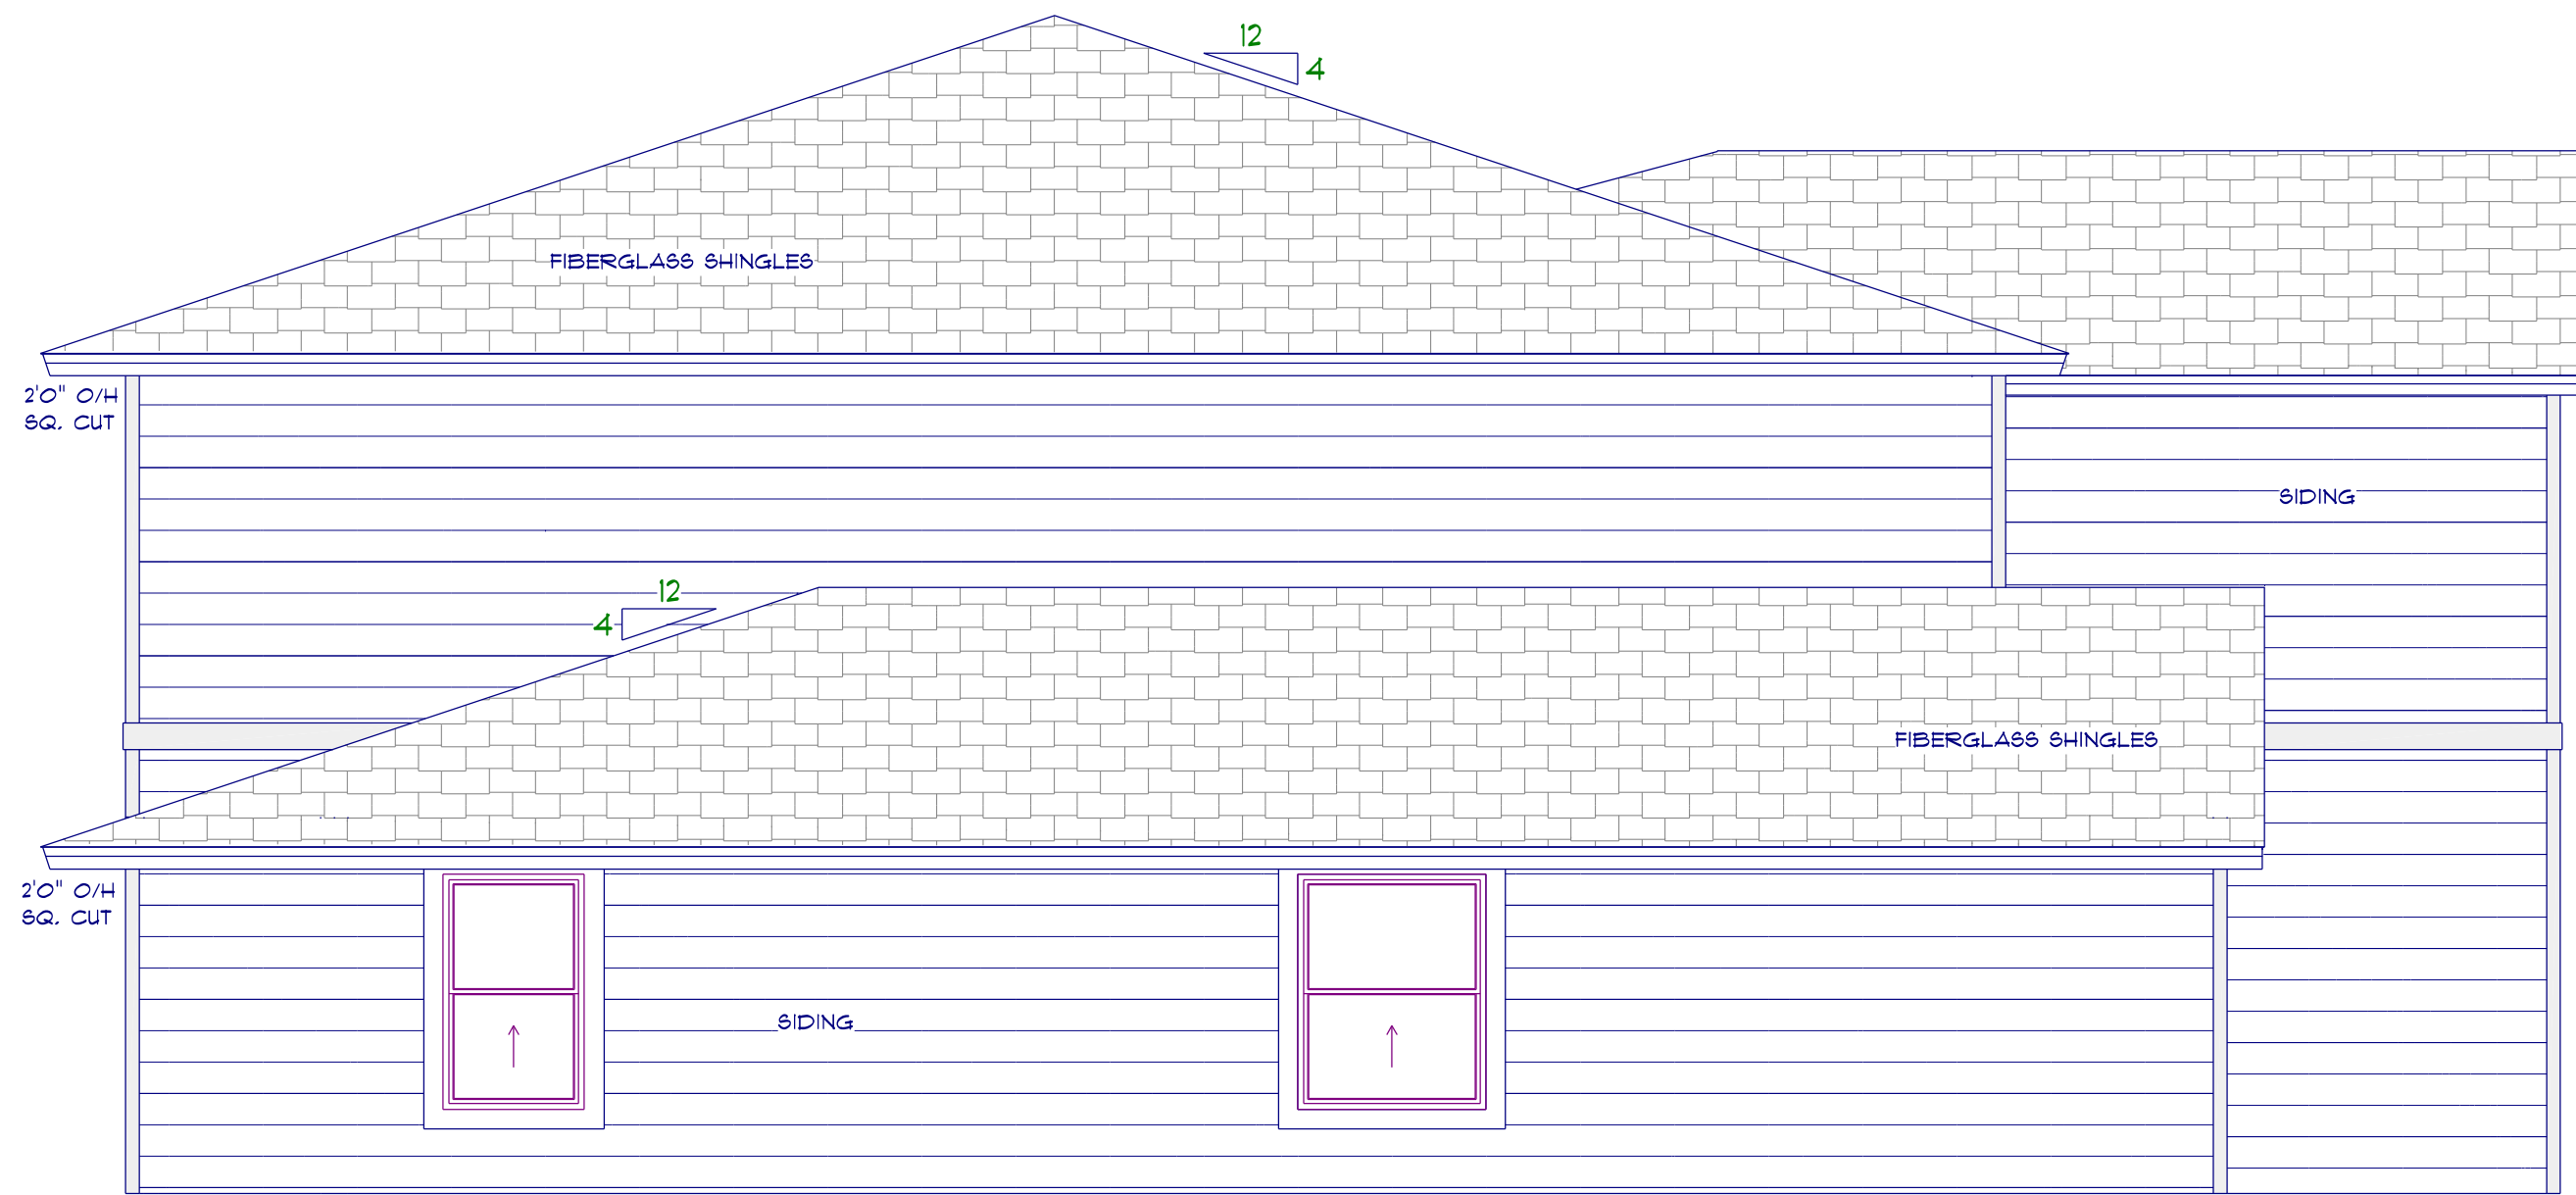 12
4
FIBERGLASS SHINGLES
2'0" O/H
SQ. CUT
SIDING
12
4
FIBERGLASS SHINGLES
2'0" O/H
SQ. CUT
SIDING